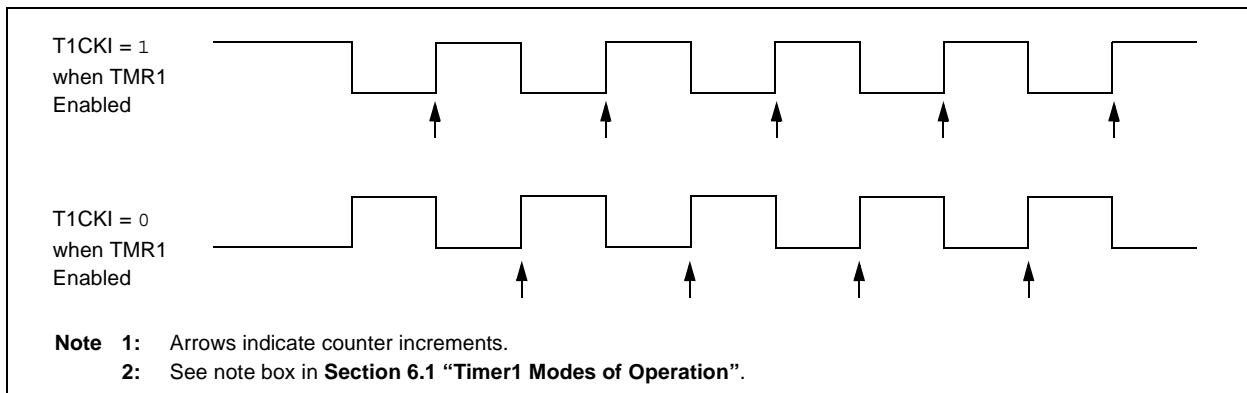 T1CKI = 1
when TMR1
Enabled
T1CKI = 0
when TMR1
Enabled
Note 1: Arrows indicate counter increments.
2: See note box in Section 6.1 “Timer1 Modes of Operation”.